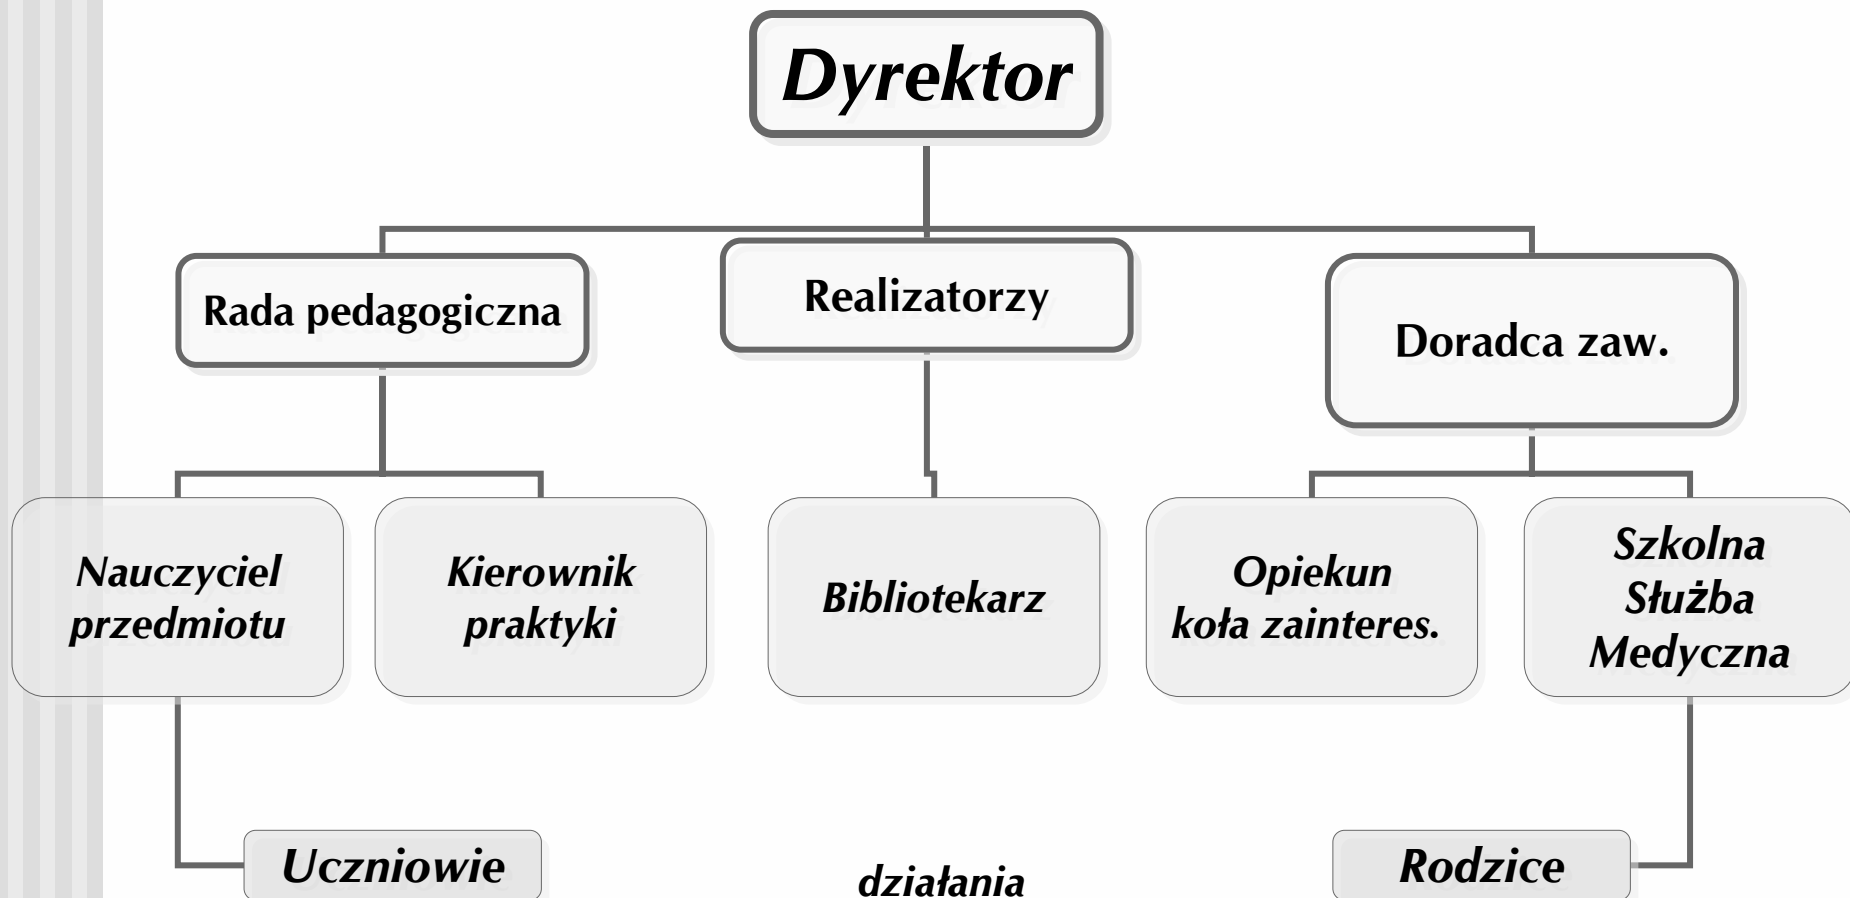 Dyrektor
Rada pedagogiczna
Realizatorzy
Doradca zaw.
Nauczyciel
przedmiotu
Kierownik
praktyki
Bibliotekarz
Opiekun
koła zainteres.
Szkolna
Służba
Medyczna
Uczniowie
działania
Rodzice